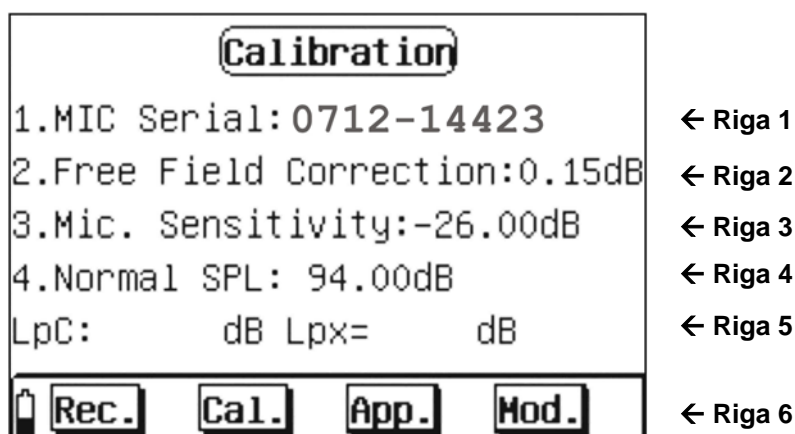 Calibration
1.MIC Serial:0712-14423 ← Riga 1
2.Free Field Correction:0.15dB ← Riga 2
3.Mic. Sensitivity:-26.00dB ← Riga 3
4.Normal SPL: 94.00dB ← Riga 4
LpC: dB Lpx= dB ← Riga 5
Rec. Cal. App. Mod. ← Riga 6